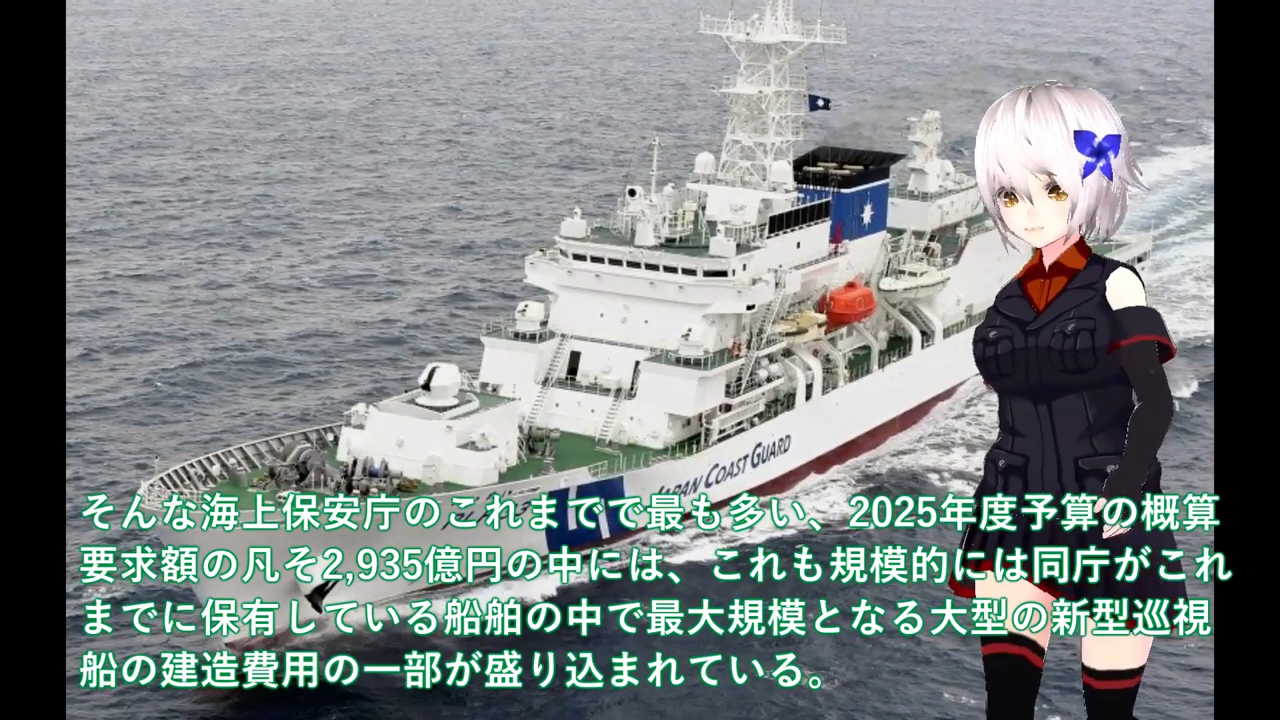 JAPAN COAST GUARD
そんな海上保安庁のこれまでで最も多い、2025年度予算の概算
要求額の凡そ2,935億円の中には、これも規模的には同庁がこれ
までに保有している船舶の中で最大規模となる大型の新型巡視
船の建造費用の一部が盛り込まれている。